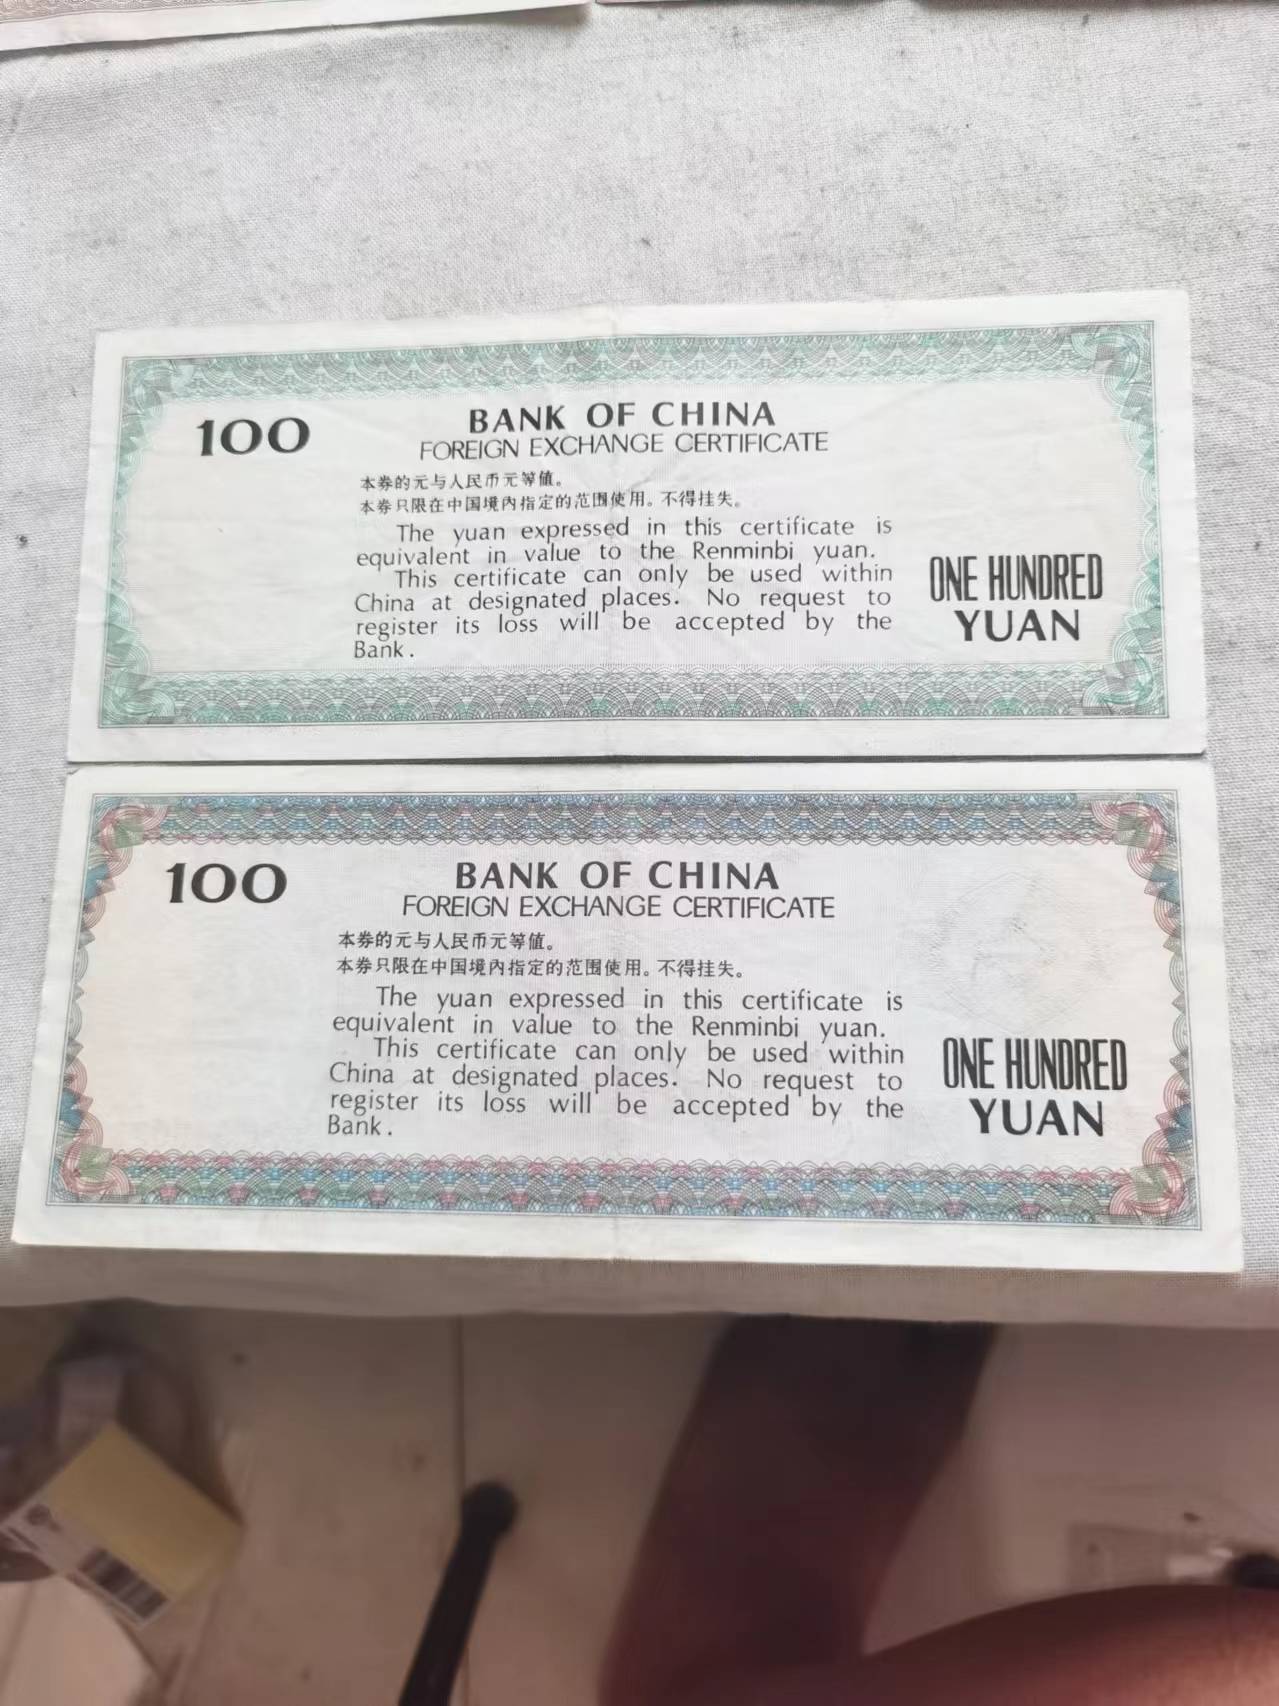 100
BANK OF CHINA
FOREIGN EXCHANGE CERTIFICATE
本券的元与人民币元等值。
本券只限在中国境内指定的范围使用。不得挂失。
The yuan expressed in this certificate is
equivalent in value to the Renminbi yuan.
This certificate can only be used within
China at designated places. No request to
register its loss will be accepted by the
Bank.
ONE HUNDRED
YUAN
100
BANK OF CHINA
FOREIGN EXCHANGE CERTIFICATE
本券的元与人民币元等值。
本券只限在中国境内指定的范围使用。不得挂失。
The yuan expressed in this certificate is
equivalent in value to the Renminbi yuan.
This certificate can only be used within
China at designated places. No request to
register its loss will be accepted by the
Bank.
ONE HUNDRED
YUAN